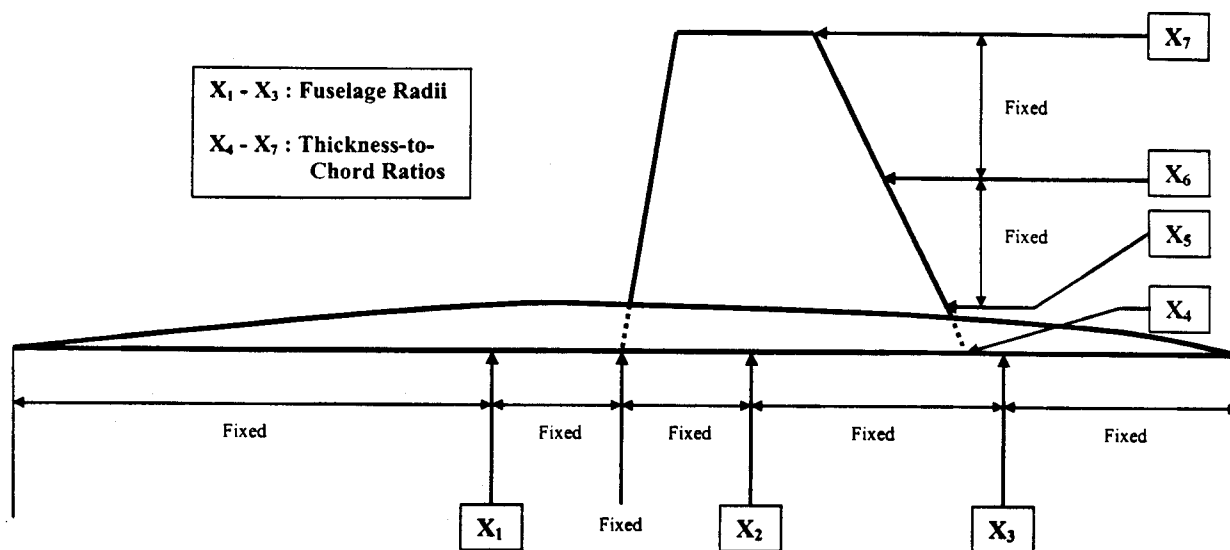 X₇
X₁ - X₃ : Fuselage Radii
X₄ - X₇ : Thickness-to-
Chord Ratios
Fixed
X₆
Fixed
X₅
X₄
Fixed
Fixed
Fixed
Fixed
Fixed
X₁
Fixed
X₂
X₃